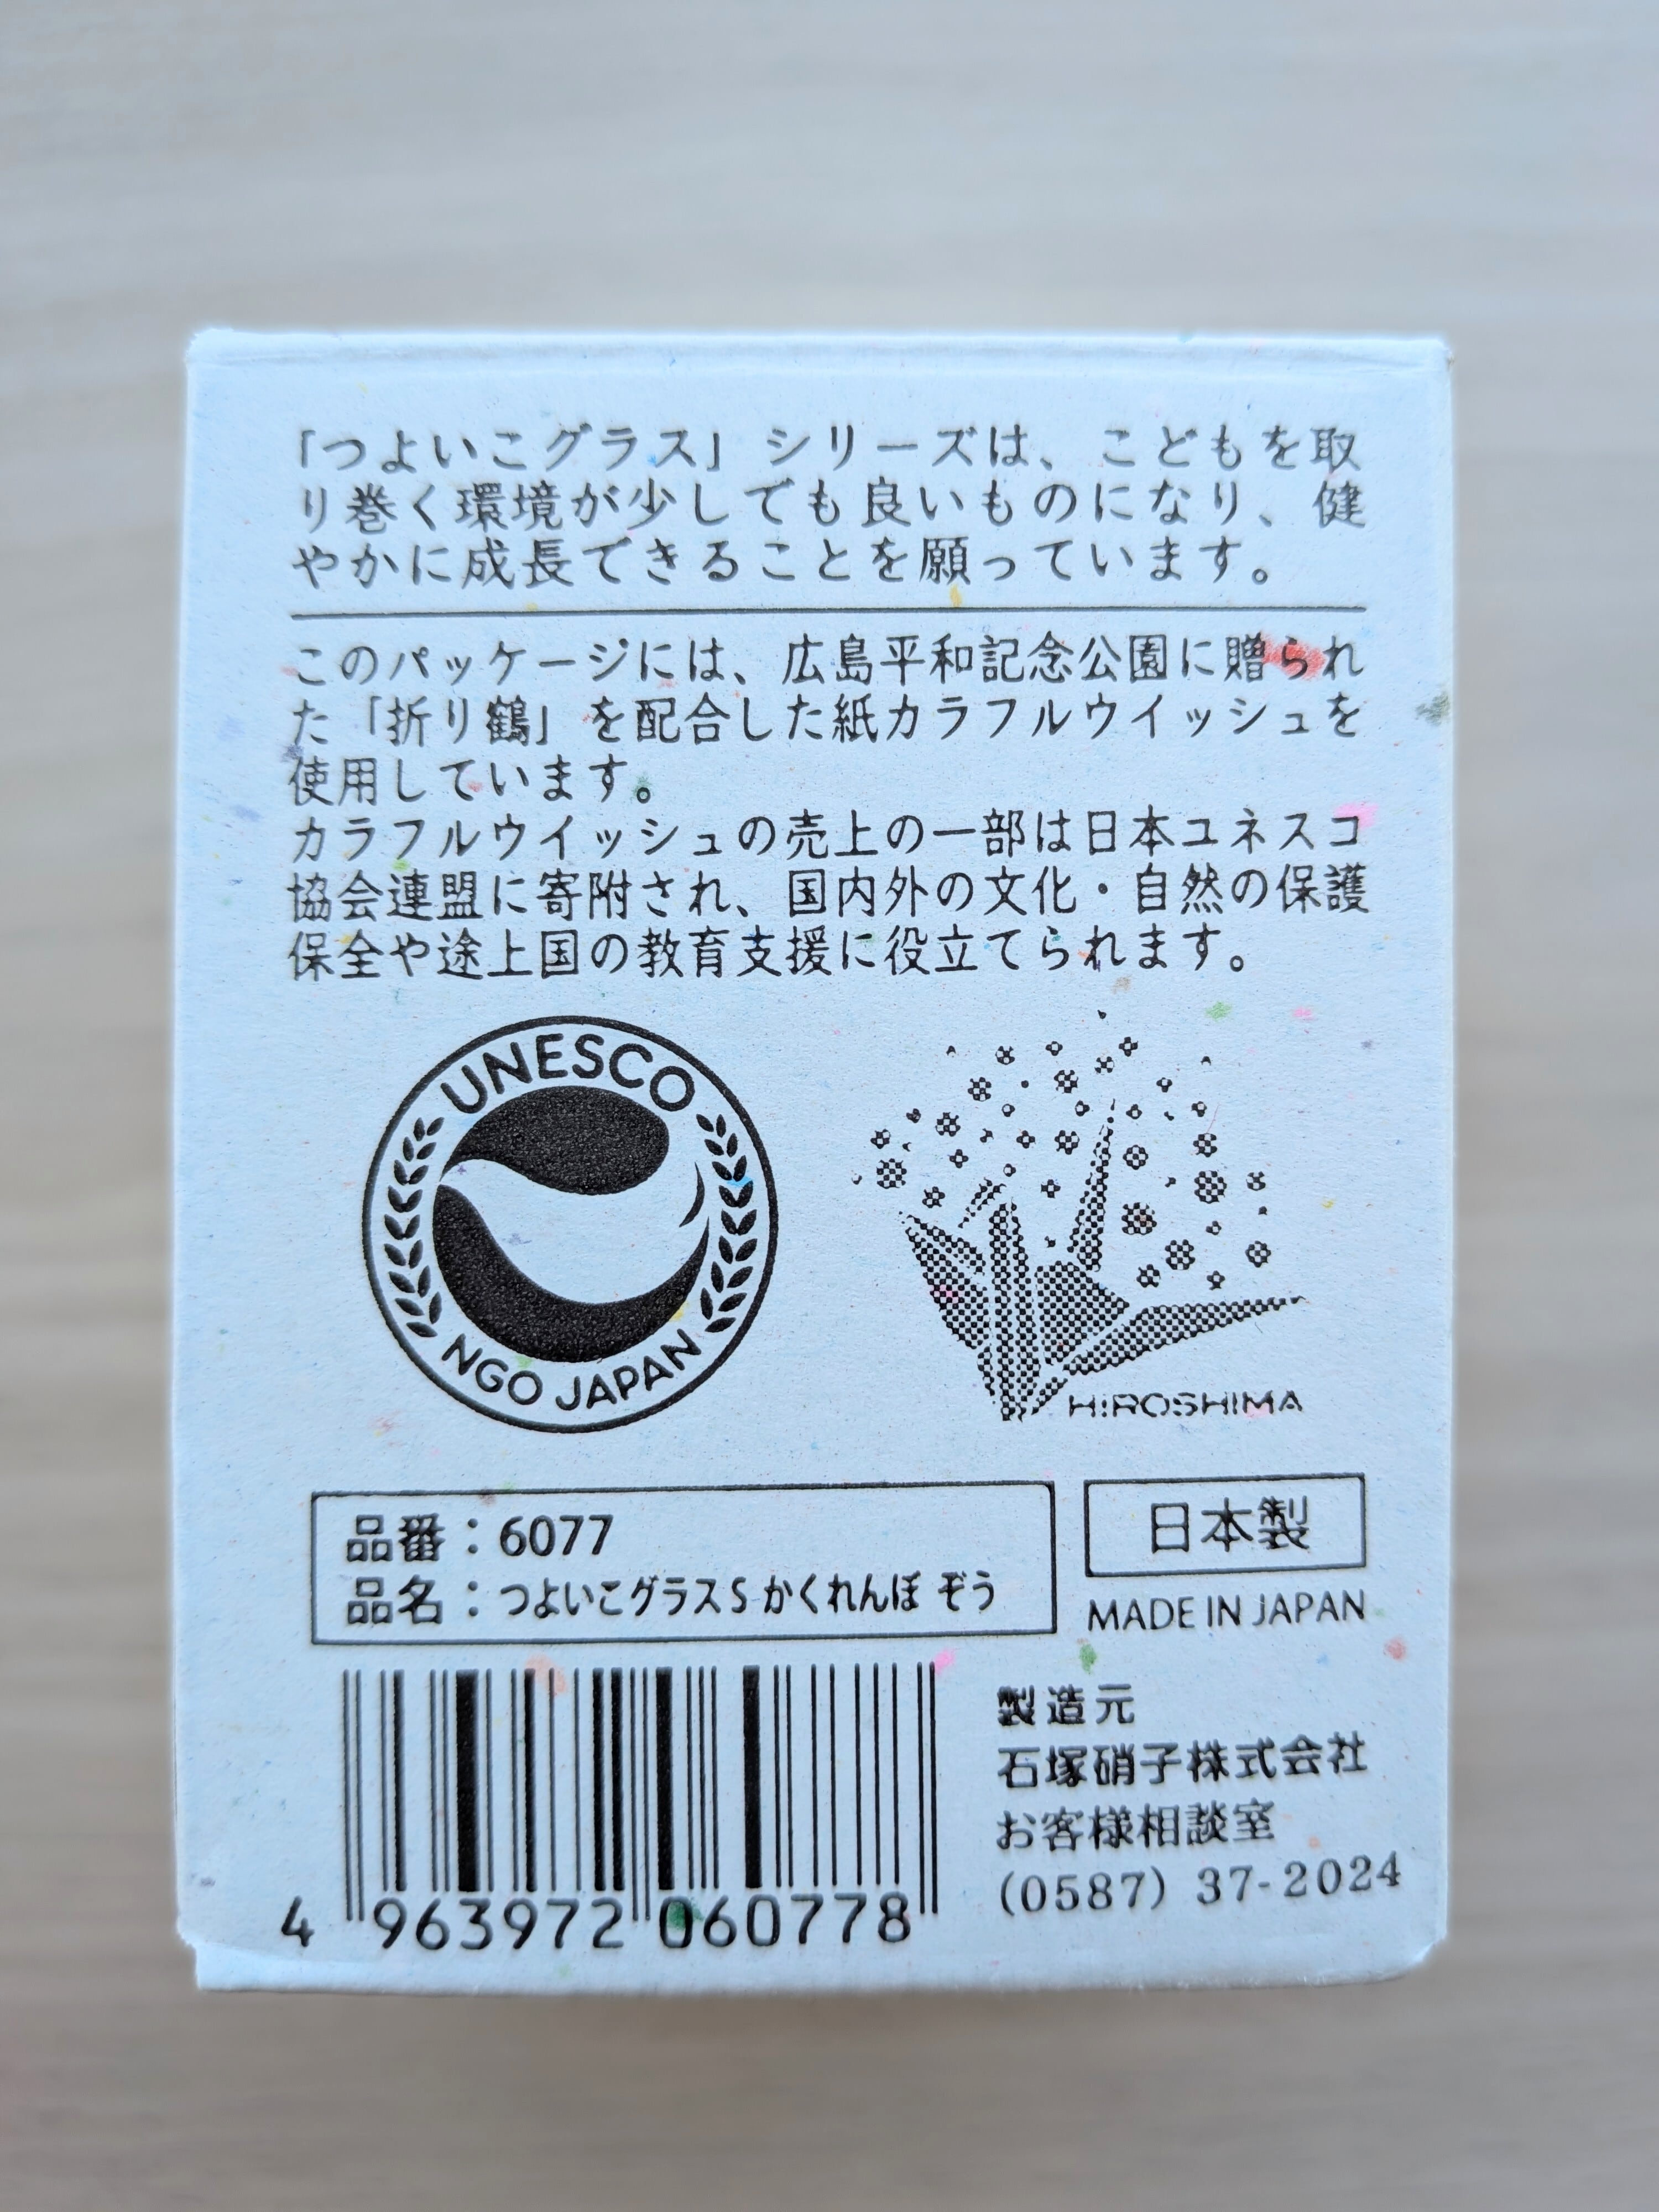 「つよいこグラス」シリーズは、こどもを取
り巻く環境が少しでも良いものになり、健
やかに成長できることを願っています。
このパッケージには、広島平和記念公園に贈られ
た「折り鶴」を配合した紙カラフルウイッシュを
使用しています。
カラフルウイッシュの売上の一部は日本ユネスコ
協会連盟に寄附され、国内外の文化・自然の保護
保全や途上国の教育支援に役立てられます。
UNESCO
NGO JAPAN
HIROSHIMA
品番：6077
品名：つよいこグラスS かくれんぼ ぞう
日本製
MADE IN JAPAN
製造元
石塚硝子株式会社
お客様相談室
(0587) 37-2024
4 963972 060778